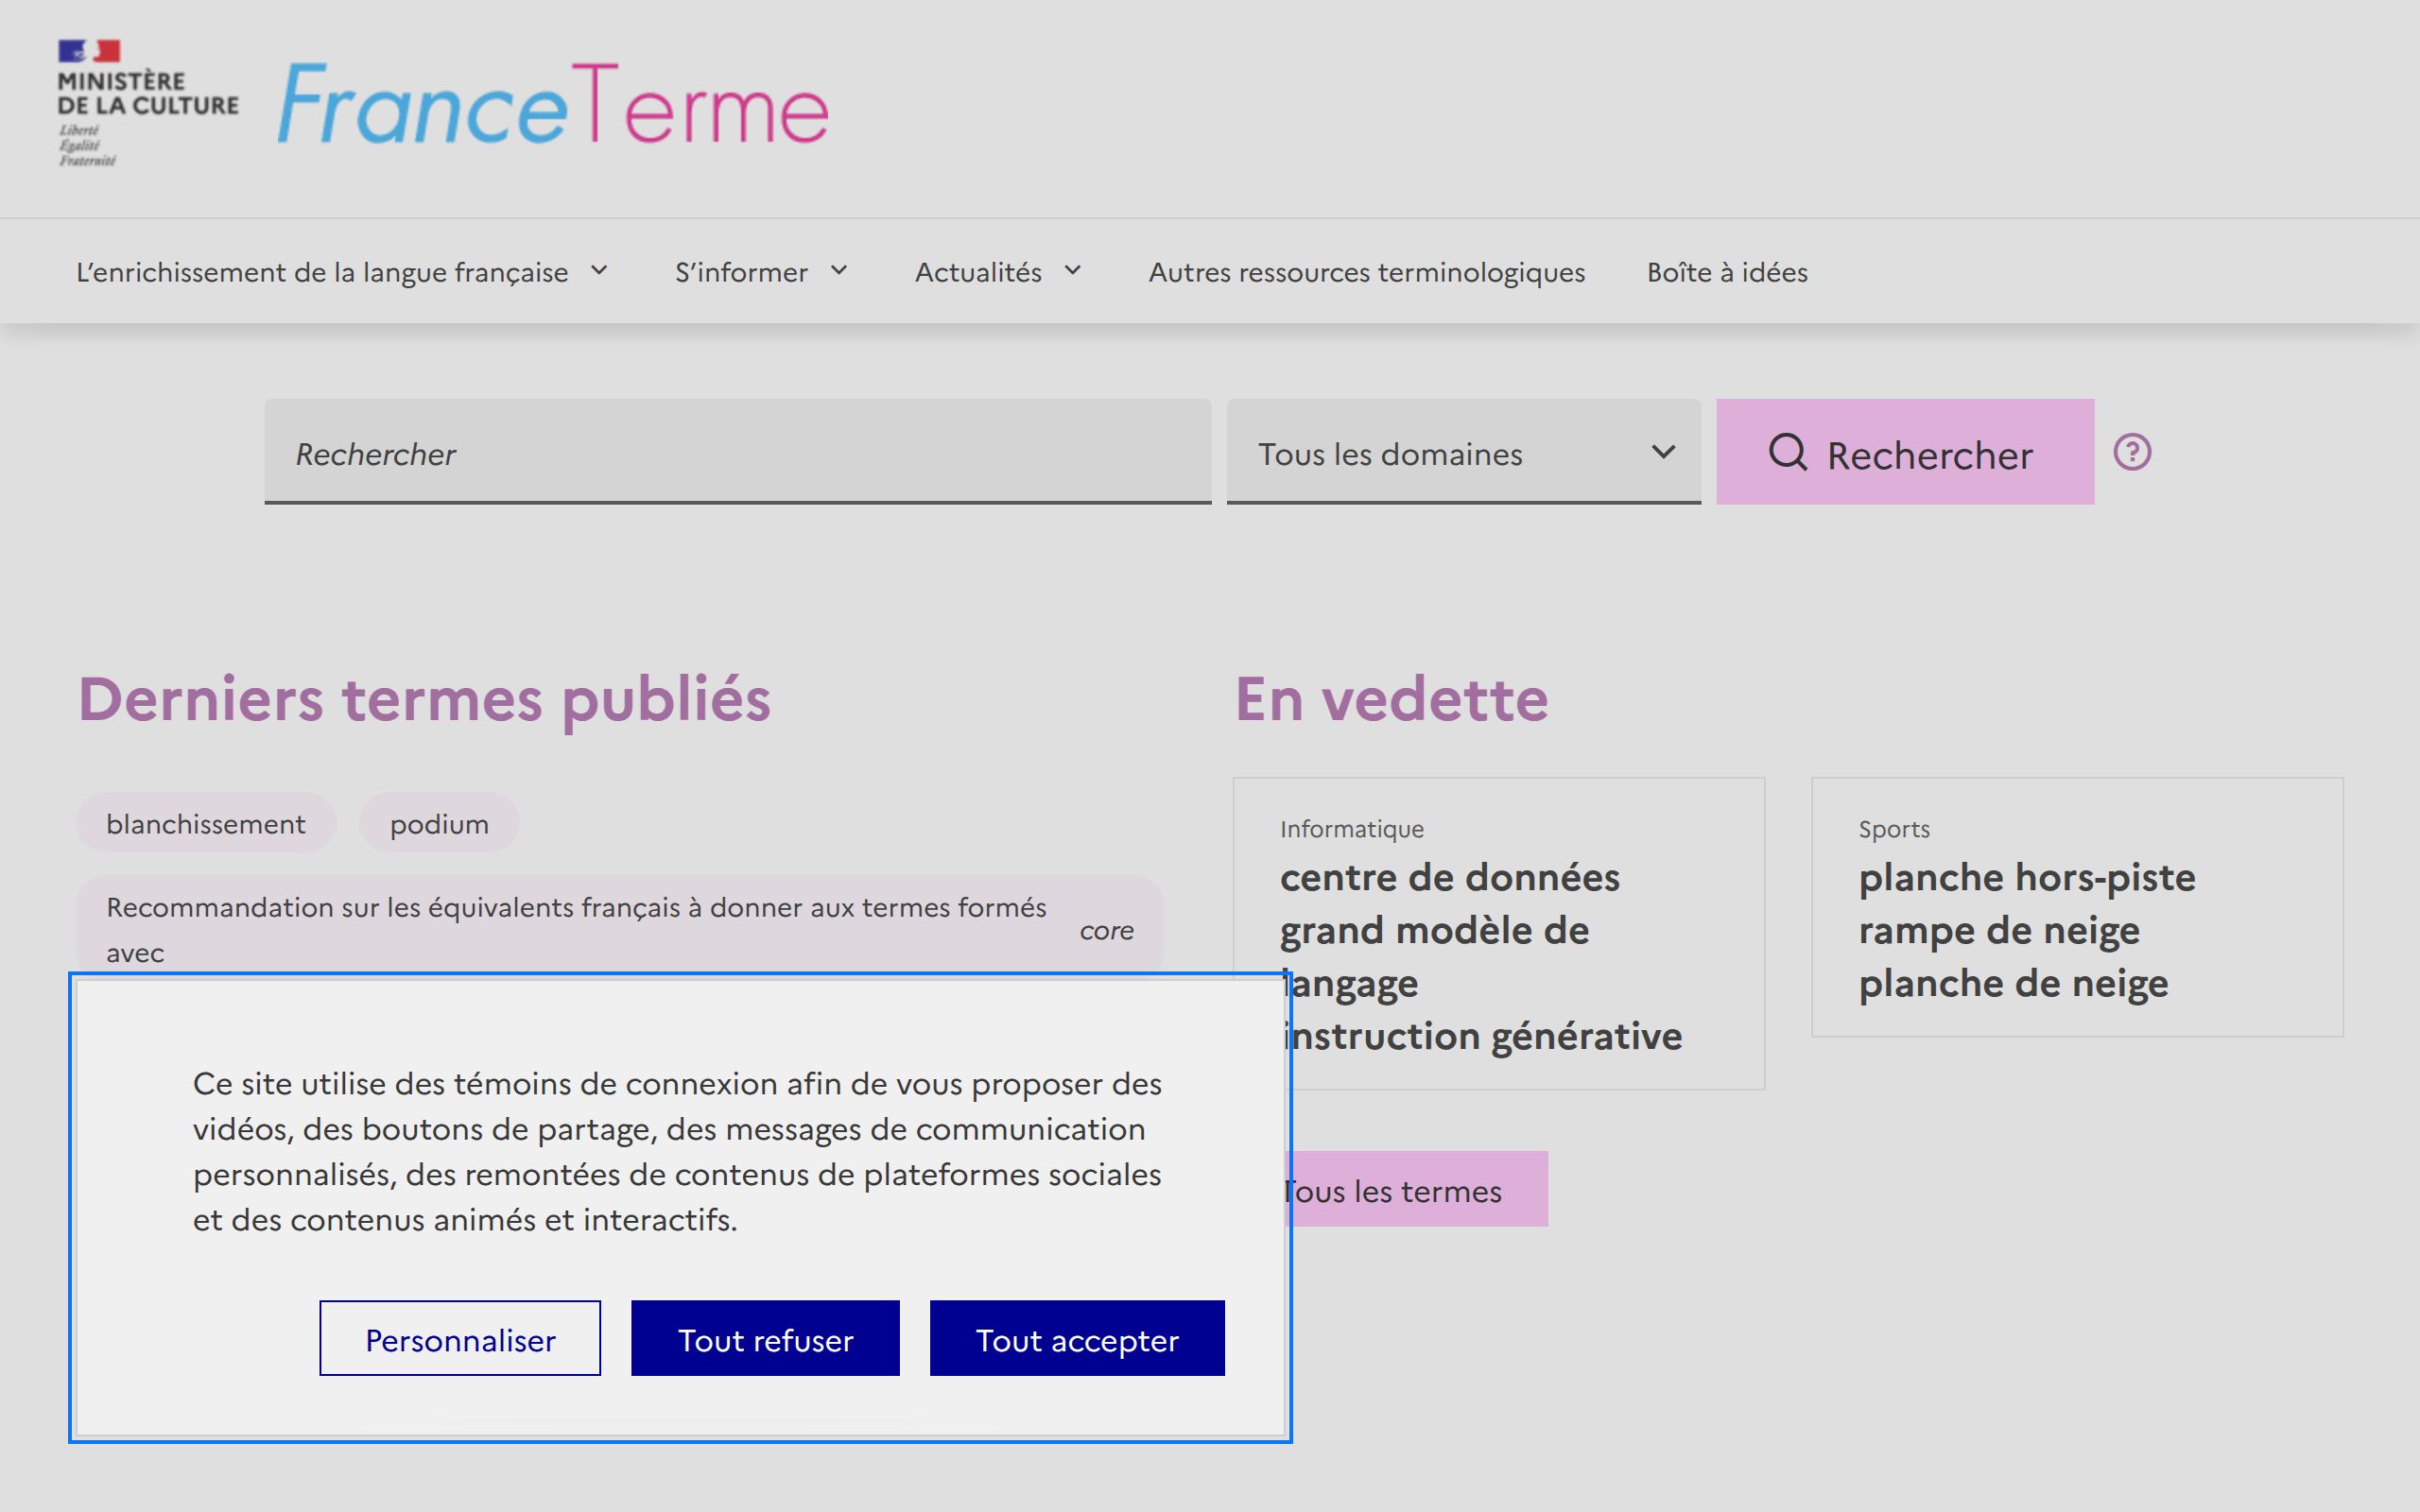 MINISTÈRE
DE LA CULTURE
Liberté
Égalité
Fraternité
FranceTerme
L'enrichissement de la langue française
S'informer
Actualités
Autres ressources terminologiques
Boîte à idées
Rechercher
Tous les domaines
Rechercher
?
Derniers termes publiés
blanchissement
podium
Recommandation sur les équivalents français à donner aux termes formés
avec
core
En vedette
Informatique
centre de données
grand modèle de
langage
instruction générative
Sports
planche hors-piste
rampe de neige
planche de neige
Tous les termes
Ce site utilise des témoins de connexion afin de vous proposer des
vidéos, des boutons de partage, des messages de communication
personnalisés, des remontées de contenus de plateformes sociales
et des contenus animés et interactifs.
Personnaliser
Tout refuser
Tout accepter